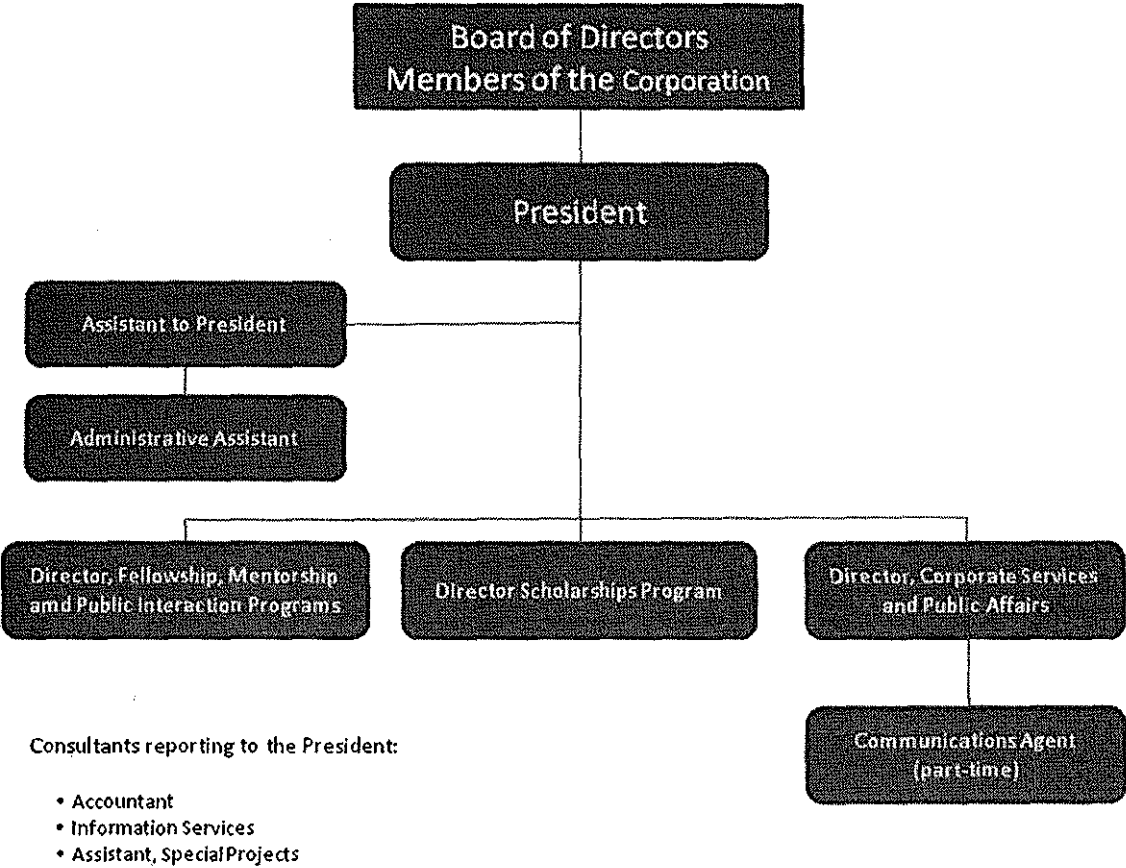 Board of Directors
Members of the Corporation
President
Assistant to President
Administrative Assistant
Director, Fellowship, Mentorship
amd Public Interaction Programs
Director Scholarships Program
Director, Corporate Services
and Public Affairs
Communications Agent
(part-time)
Consultants reporting to the President:
• Accountant
• Information Services
• Assistant, Special Projects